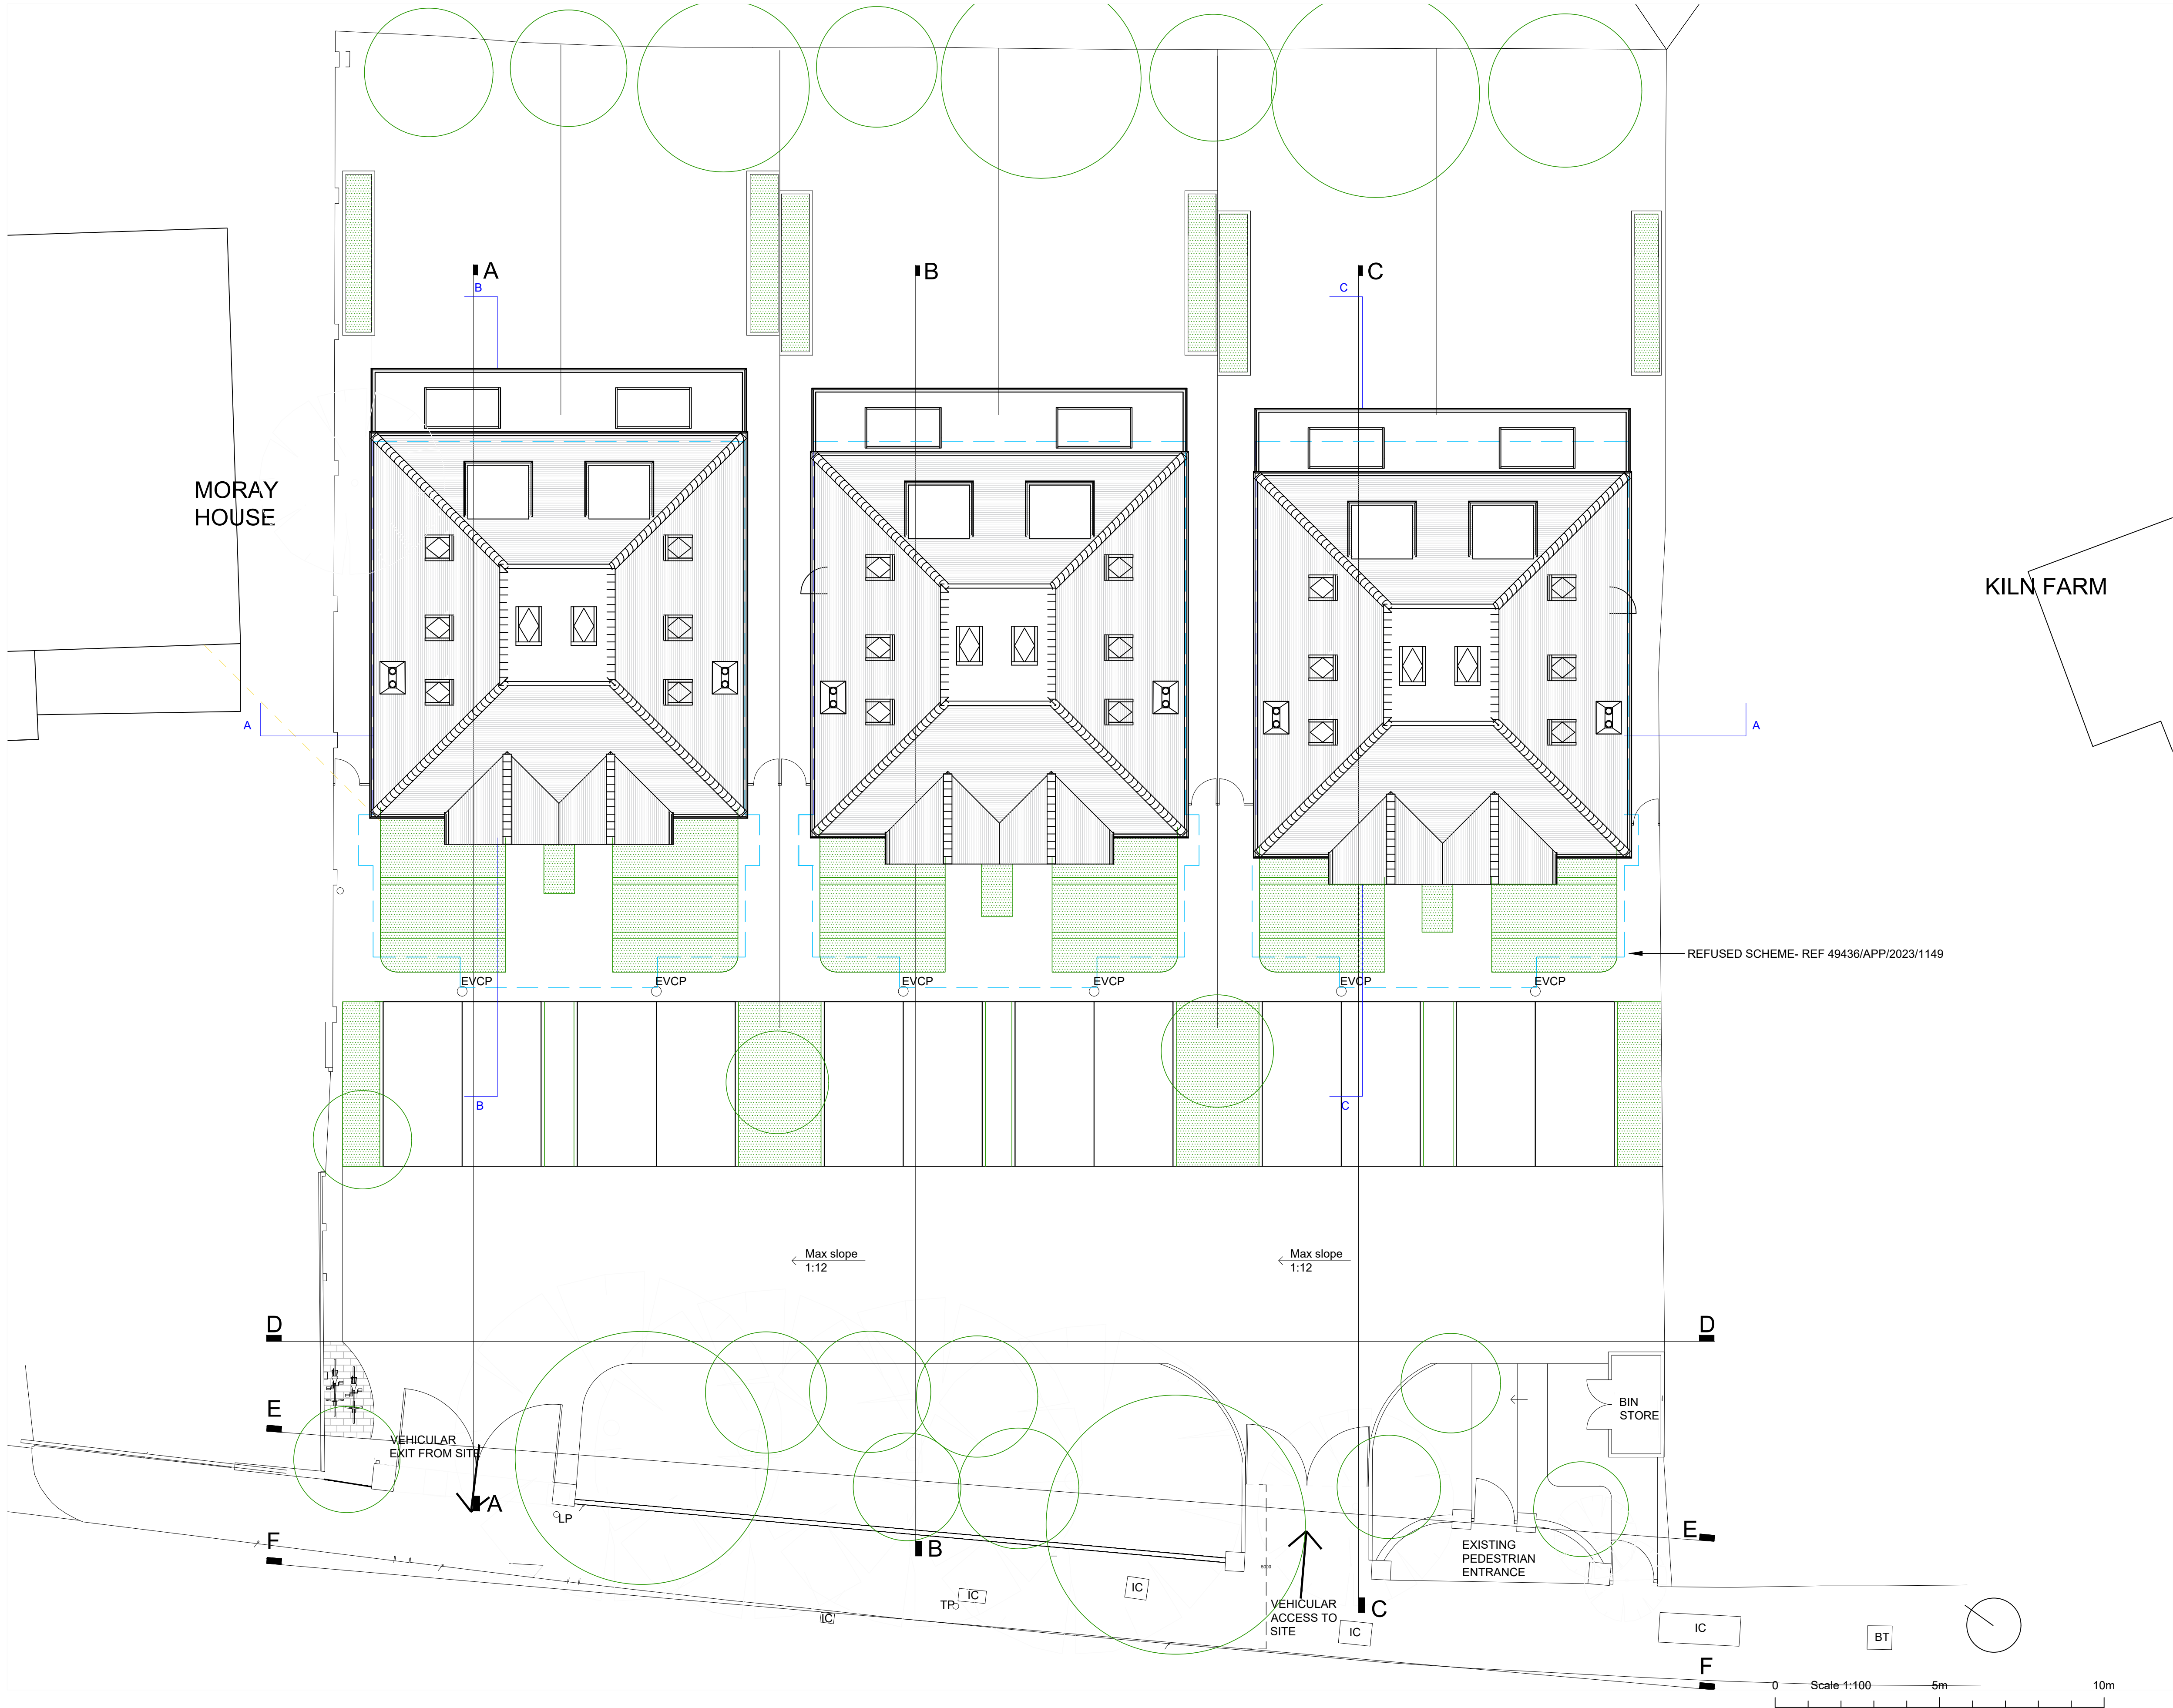 A
B
C
B
C
MORAY
HOUSE
KILN FARM
A
A
REFUSED SCHEME- REF 49436/APP/2023/1149
EVCP
EVCP
EVCP
EVCP
EVCP
EVCP
B
C
Max slope
1:12
Max slope
1:12
D
D
E
BIN
STORE
VEHICULAR
EXIT FROM SITE
A
LP
E
F
B
EXISTING
PEDESTRIAN
ENTRANCE
IC
IC
TP
IC
VEHICULAR
ACCESS TO
SITE
C
IC
IC
BT
F
0
Scale 1:100
5m
10m